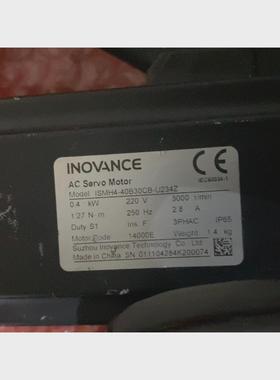 INOVANCE
CE
AC Servo Motor
IEC60034-1
Model ISMH4-40B30CB-U234Z
0.4 kW 220 V 3000 r/min
1.27 N·m 250 Hz 2.8 A
Duty S1 Ins. F 3PHAC IP65
Motor Code 14000E Weight 1.4 kg
Suzhou Inovance Technology Co. Ltd.
Made in China SN 011104284K200074